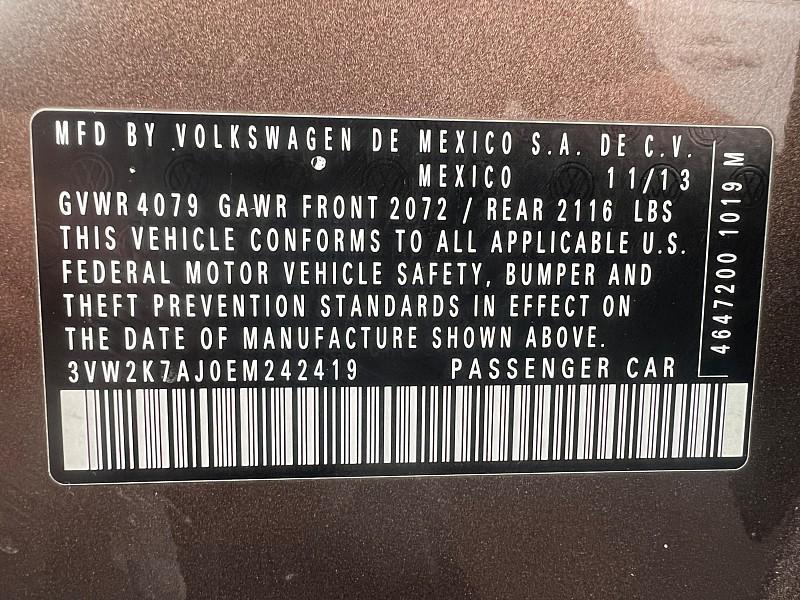 MFD BY VOLKSWAGEN DE MEXICO S.A. DE C.V.
MEXICO 11/13
GVWR 4079 GAWR FRONT 2072 / REAR 2116 LBS
THIS VEHICLE CONFORMS TO ALL APPLICABLE U.S.
FEDERAL MOTOR VEHICLE SAFETY, BUMPER AND
THEFT PREVENTION STANDARDS IN EFFECT ON
THE DATE OF MANUFACTURE SHOWN ABOVE.
3VW2K7AJ0EM242419 PASSENGER CAR
4647200 1019 M